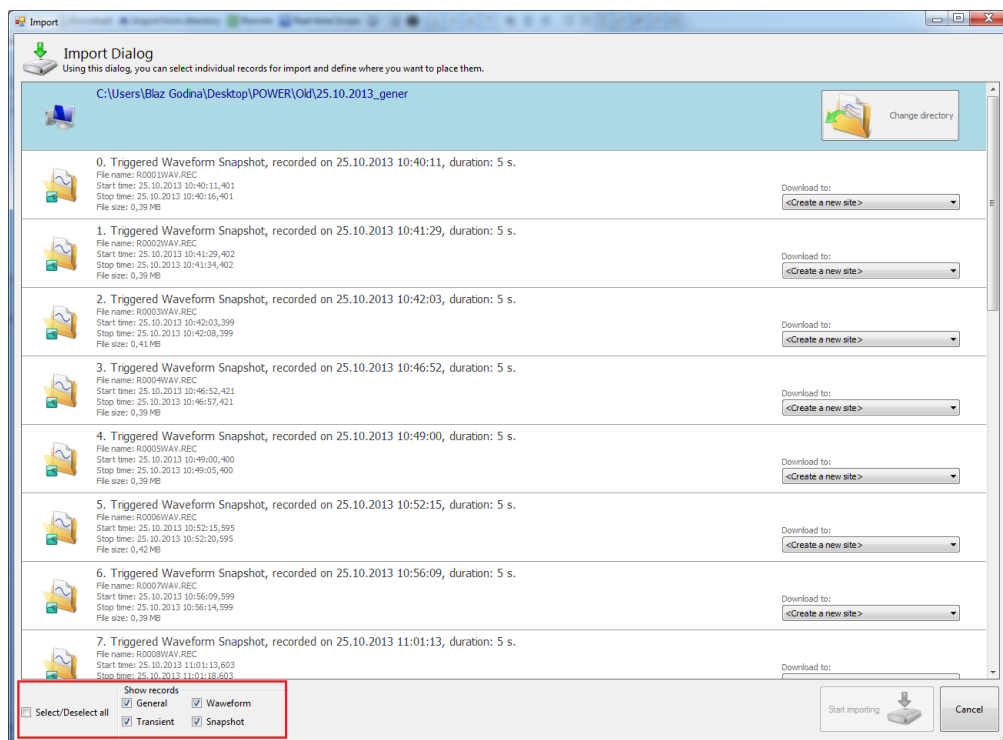 Import
Import Dialog
Using this dialog, you can select individual records for import and define where you want to place them.
C:\Users\Blaz Godina\Desktop\POWER\Old\25.10.2013_gener
Change directory
0. Triggered Waveform Snapshot, recorded on 25.10.2013 10:40:11, duration: 5 s.
File name: R0001WAV.REC
Start time: 25.10.2013 10:40:11,401
Stop time: 25.10.2013 10:40:16,401
File size: 0,39 MB
Download to:
<Create a new site>
1. Triggered Waveform Snapshot, recorded on 25.10.2013 10:41:29, duration: 5 s.
File name: R0002WAV.REC
Start time: 25.10.2013 10:41:29,402
Stop time: 25.10.2013 10:41:34,402
File size: 0,39 MB
Download to:
<Create a new site>
2. Triggered Waveform Snapshot, recorded on 25.10.2013 10:42:03, duration: 5 s.
File name: R0003WAV.REC
Start time: 25.10.2013 10:42:03,399
Stop time: 25.10.2013 10:42:08,399
File size: 0,41 MB
Download to:
<Create a new site>
3. Triggered Waveform Snapshot, recorded on 25.10.2013 10:46:52, duration: 5 s.
File name: R0004WAV.REC
Start time: 25.10.2013 10:46:52,421
Stop time: 25.10.2013 10:46:57,421
File size: 0,39 MB
Download to:
<Create a new site>
4. Triggered Waveform Snapshot, recorded on 25.10.2013 10:49:00, duration: 5 s.
File name: R0005WAV.REC
Start time: 25.10.2013 10:49:00,400
Stop time: 25.10.2013 10:49:05,400
File size: 0,39 MB
Download to:
<Create a new site>
5. Triggered Waveform Snapshot, recorded on 25.10.2013 10:52:15, duration: 5 s.
File name: R0006WAV.REC
Start time: 25.10.2013 10:52:15,595
Stop time: 25.10.2013 10:52:20,595
File size: 0,42 MB
Download to:
<Create a new site>
6. Triggered Waveform Snapshot, recorded on 25.10.2013 10:56:09, duration: 5 s.
File name: R0007WAV.REC
Start time: 25.10.2013 10:56:09,599
Stop time: 25.10.2013 10:56:14,599
File size: 0,39 MB
Download to:
<Create a new site>
7. Triggered Waveform Snapshot, recorded on 25.10.2013 11:01:13, duration: 5 s.
File name: R0008WAV.REC
Start time: 25.10.2013 11:01:13,603
Stop time: 25.10.2013 11:01:18,603
Download to:
Select/Deselect all
Show records
General
Waveform
Transient
Snapshot
Start importing
Cancel